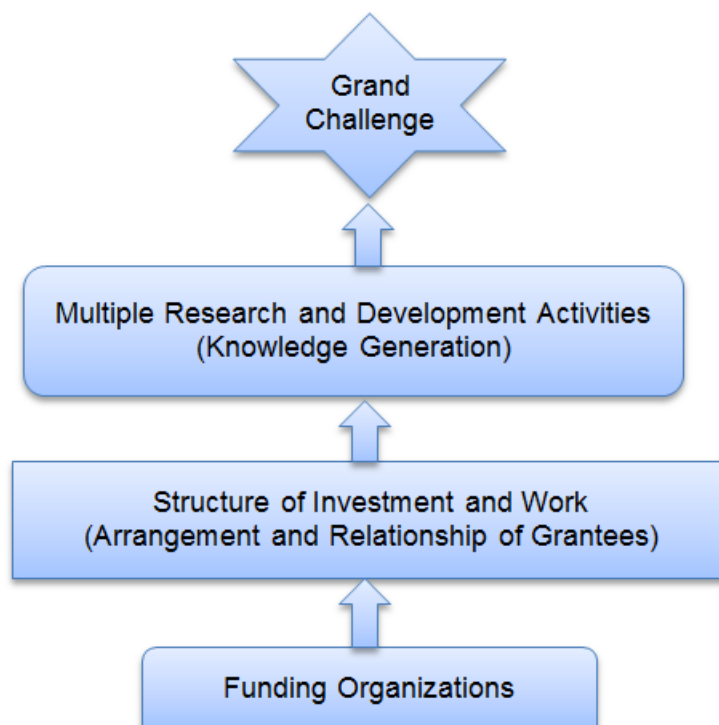 Grand
Challenge
Multiple Research and Development Activities
(Knowledge Generation)
Structure of Investment and Work
(Arrangement and Relationship of Grantees)
Funding Organizations